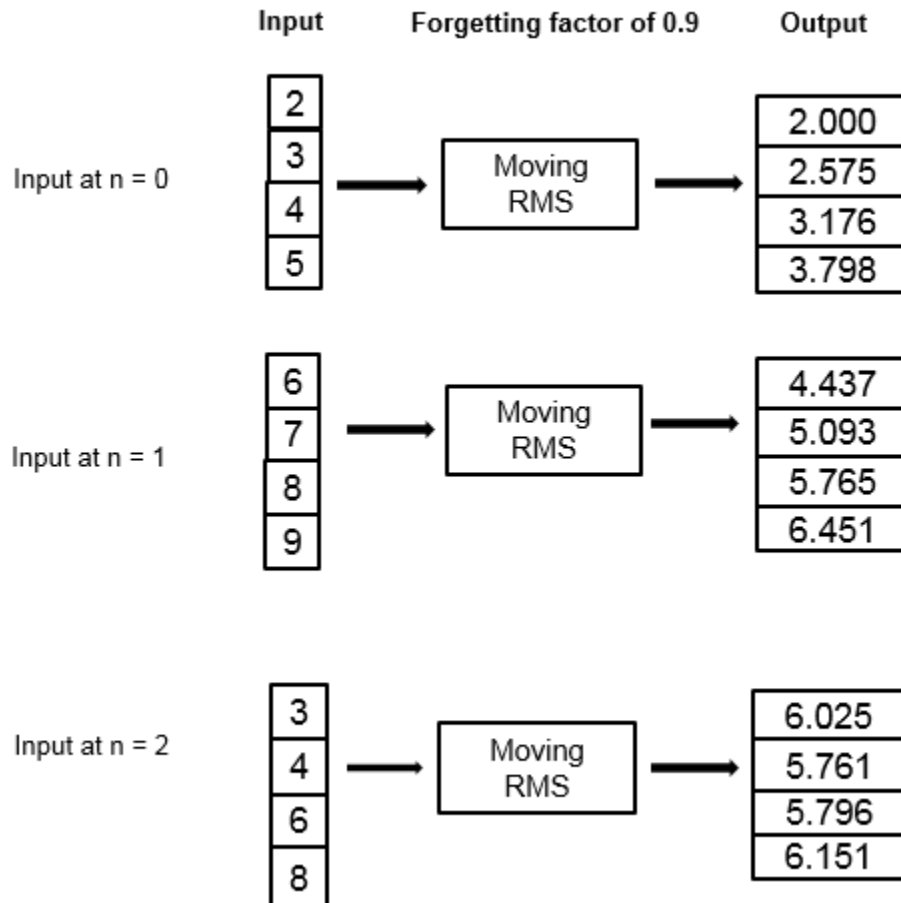 Input Forgetting factor of 0.9 Output
Input at n = 0
2
3
4
5
Moving
RMS
2.000
2.575
3.176
3.798
Input at n = 1
6
7
8
9
Moving
RMS
4.437
5.093
5.765
6.451
Input at n = 2
3
4
6
8
Moving
RMS
6.025
5.761
5.796
6.151